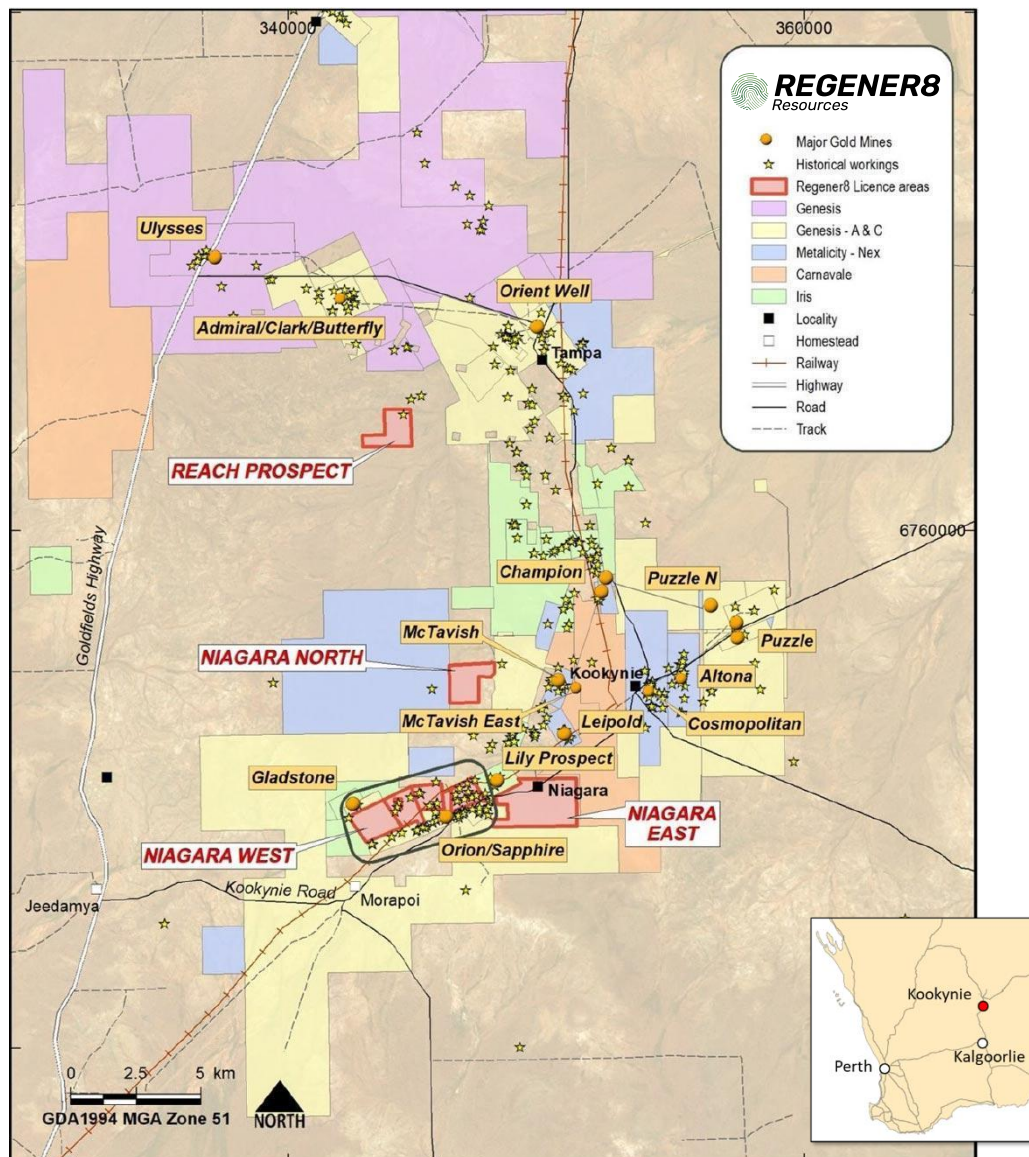 340000
360000
REGENER8
Resources
Major Gold Mines
Historical workings
Regener8 Licence areas
Genesis
Genesis - A & C
Metalicity - Nex
Carnavale
Iris
Locality
Homestead
Railway
Highway
Road
Track
Ulysses
Orient Well
Admiral/Clark/Butterfly
Tampa
REACH PROSPECT
6760000
Goldfields Highway
Champion
Puzzle N
McTavish
Puzzle
NIAGARA NORTH
Kookynie
Altona
McTavish East
Leipold
Cosmopolitan
Lily Prospect
Gladstone
Niagara
NIAGARA
EAST
NIAGARA WEST
Orion/Sapphire
Kookynie Road
Jeedamya
Morapoi
Kookynie
Kalgoorlie
Perth
0 2.5 5 km
GDA1994 MGA Zone 51
NORTH